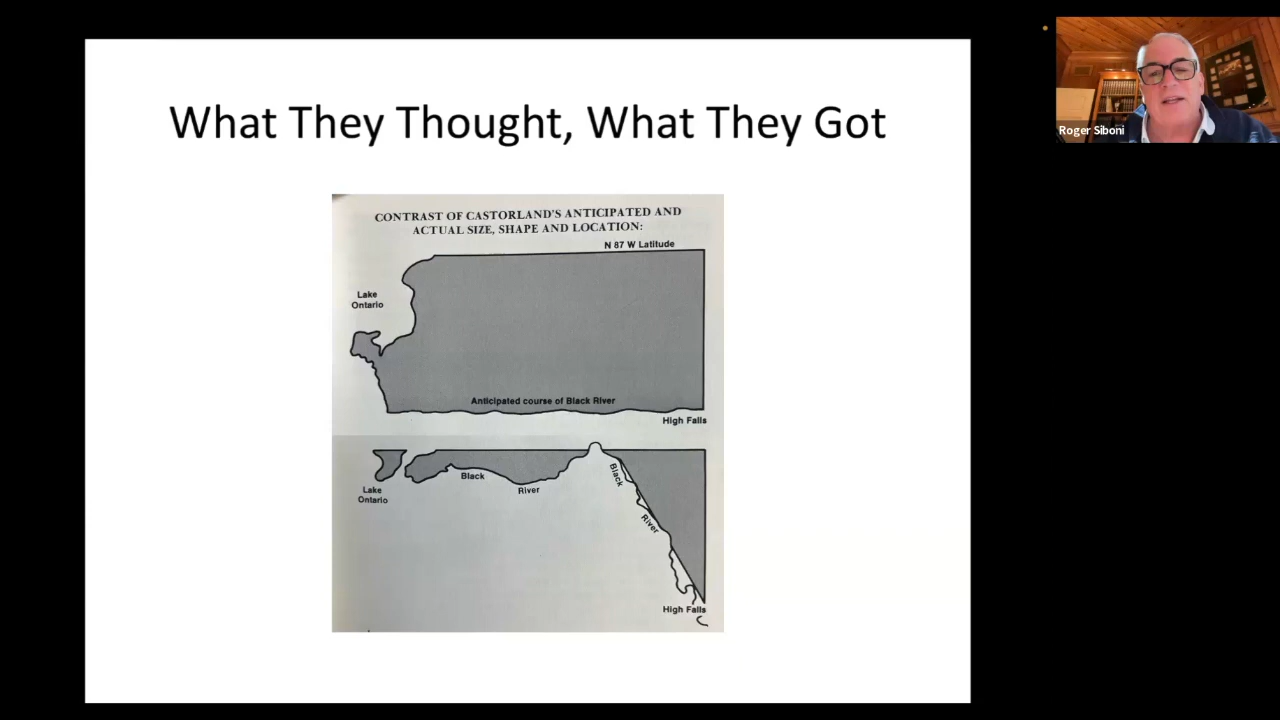 What They Thought, What They Got
CONTRAST OF CASTORLAND'S ANTICIPATED AND
ACTUAL SIZE, SHAPE AND LOCATION:
N 87 W Latitude
Lake
Ontario
Anticipated course of Black River
High Falls
Black
River
Lake
Ontario
Black
River
High Falls
Roger Siboni